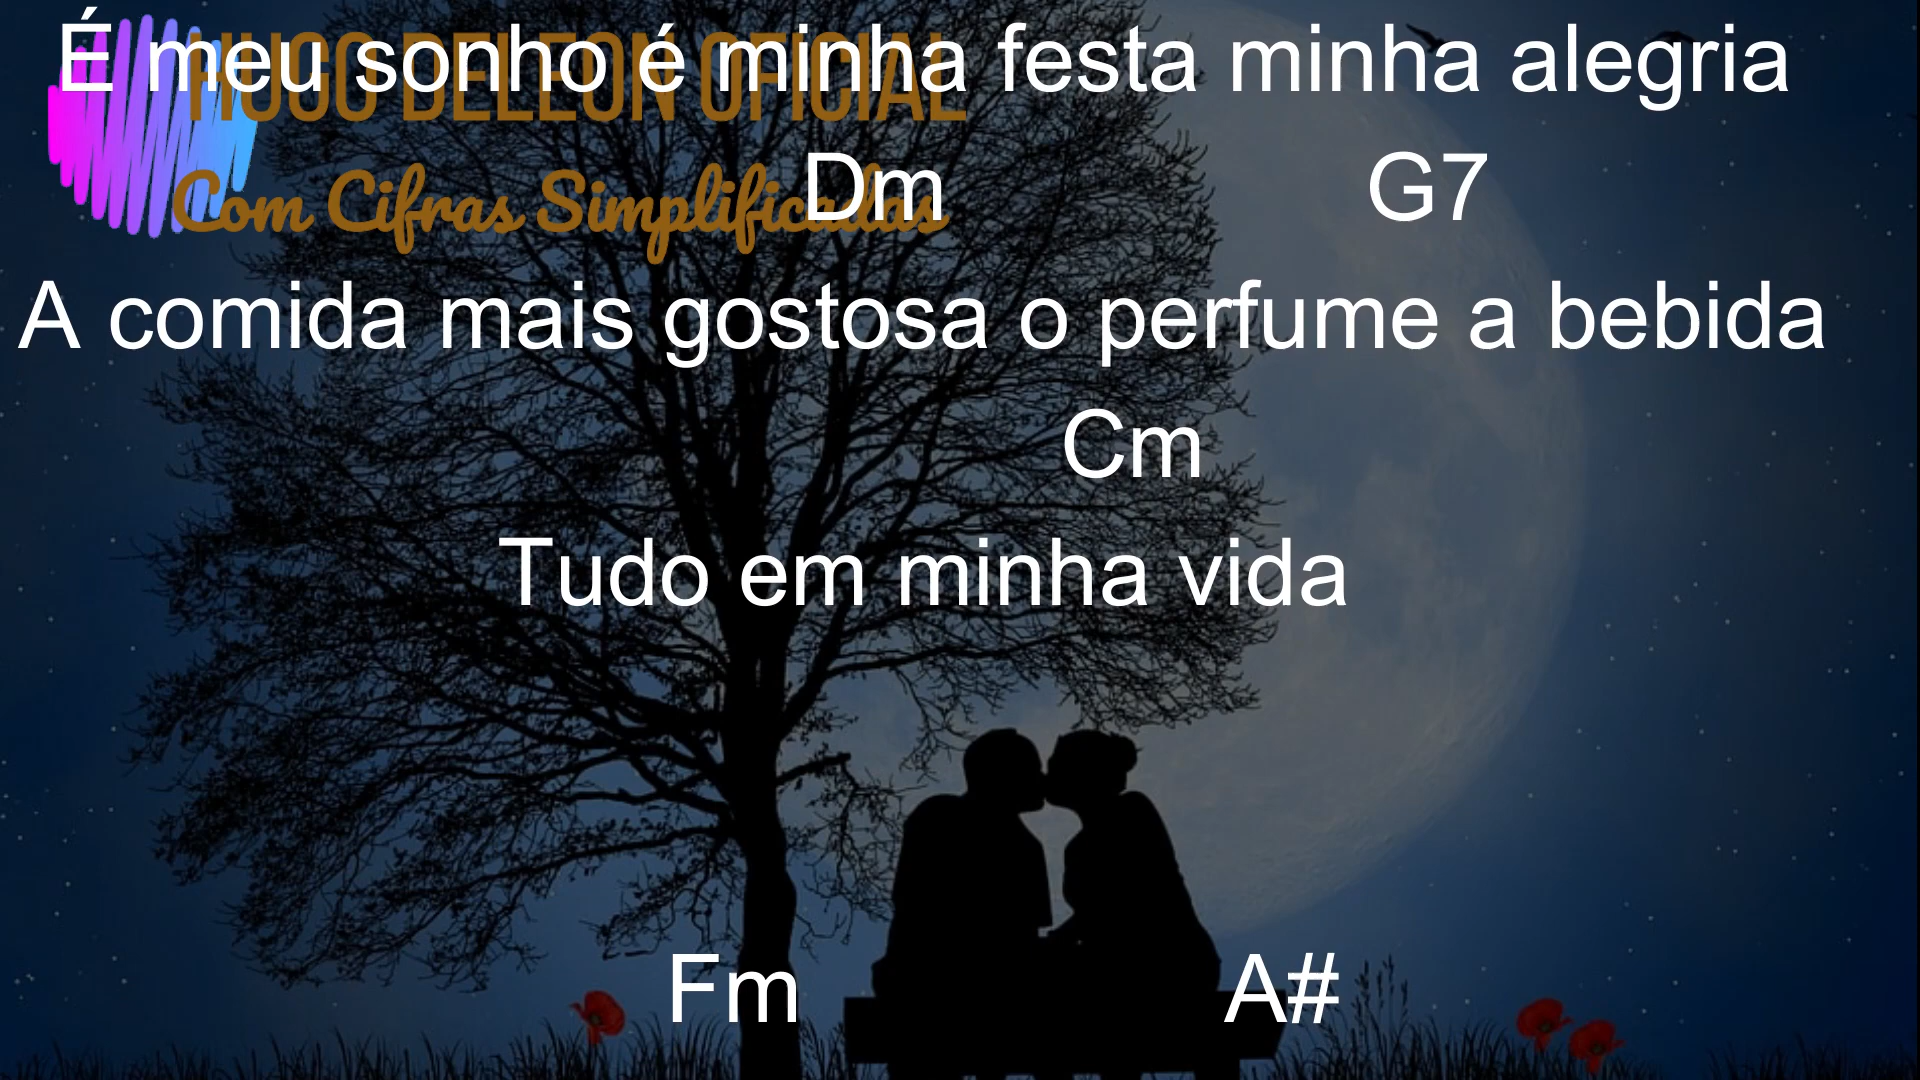 É meu sonho é minha festa minha alegria
HUGO DELEON OFICIAL
Dm G7
Com Cifras Simplificadas
A comida mais gostosa o perfume a bebida
Cm
Tudo em minha vida
Fm A#